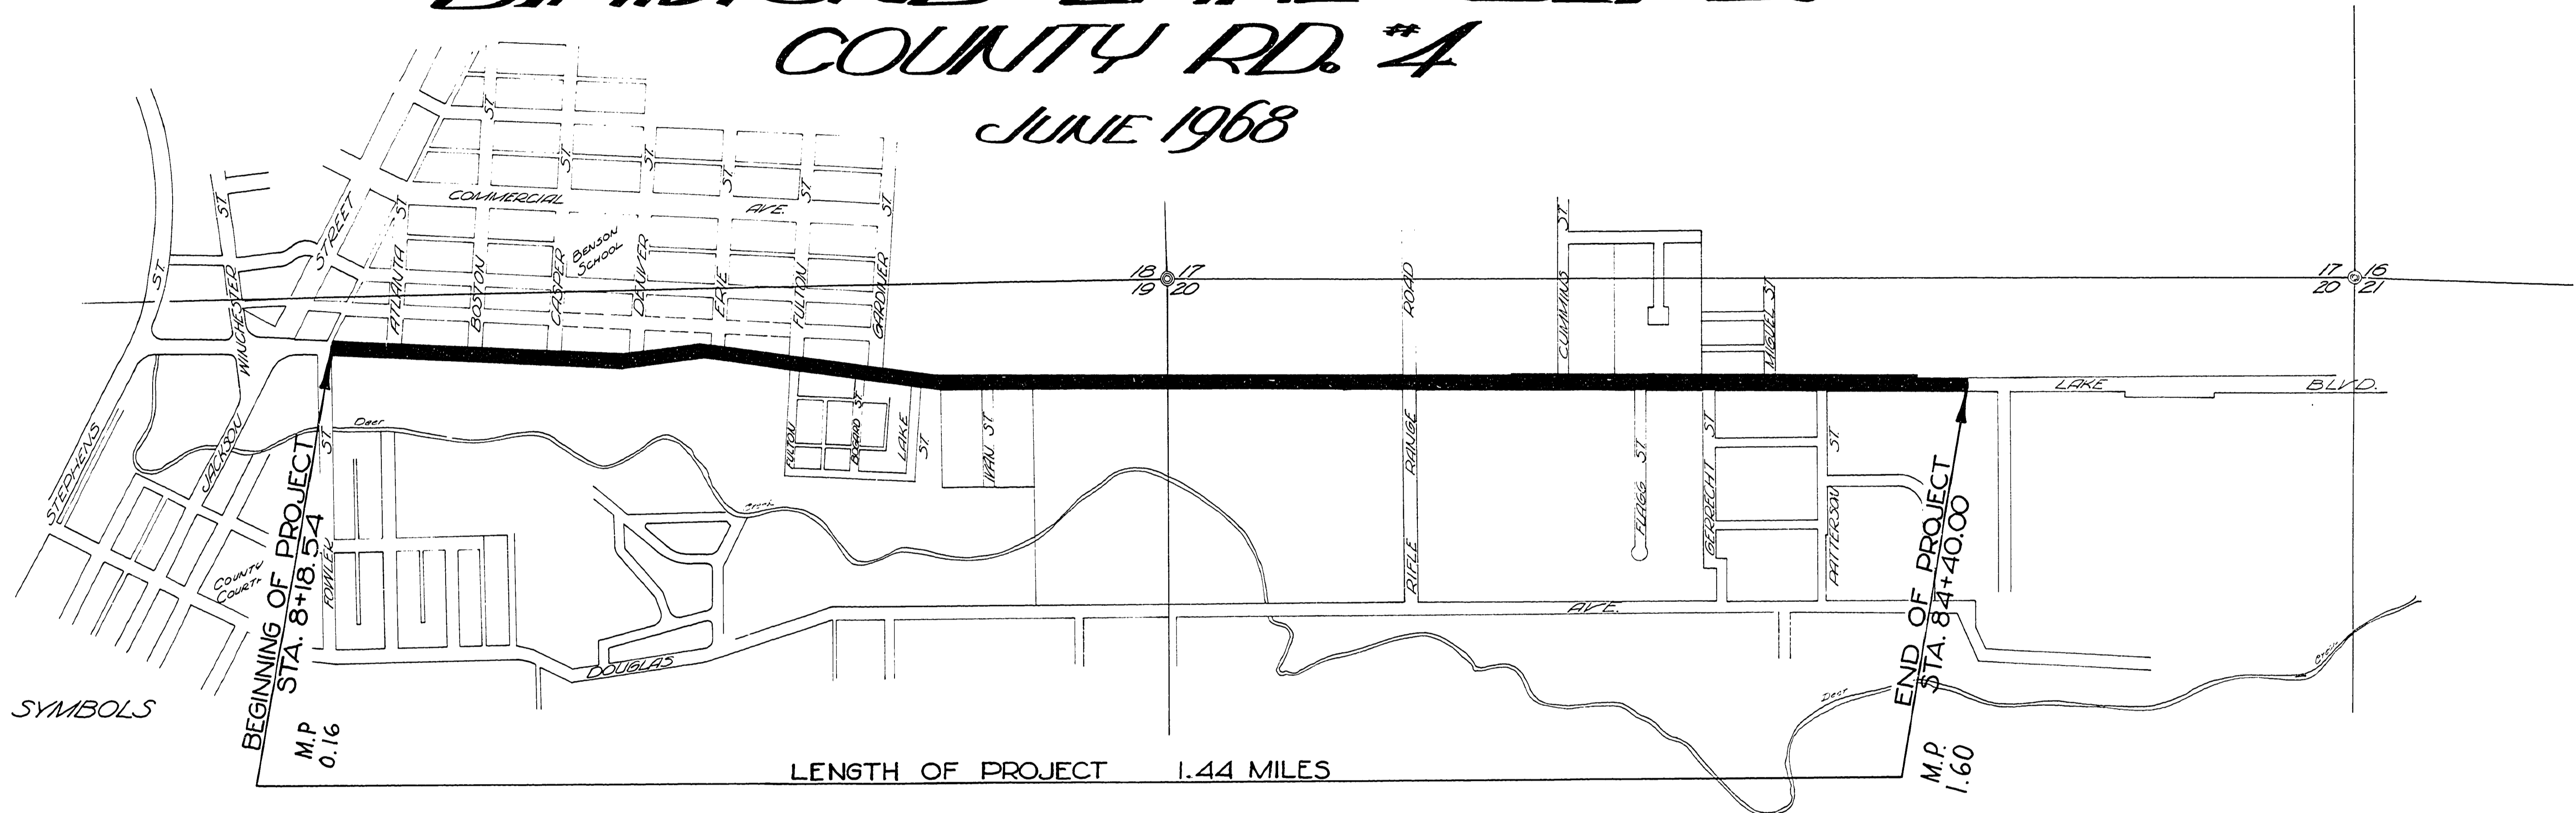 COUNTY RD. #4
JUNE 1968
ST.
ST.
ST.
ST.
ST.
ST.
ST.
ST.
ST.
COMMERCIAL AVE.
STREET
ST.
WINCHESTER
ATLANTA
BOSTON
CASPER
BENSON
SCHOOL
DENVER
ERIE
FULTON
GARDINER
18 17
19 20
ROAD
CUMMINS
ST.
MIGUEL ST.
17 16
20 21
LAKE BLVD.
STEPHENS
JACKSON
ST.
FOWLER
Deer
FULTON
BOGARD ST.
LAKE
ST.
IVAN ST.
RIFLE RANGE
FLAGG ST.
GERRECHT ST.
PATTERSON ST.
Creek
COUNTY
BEGINNING OF PROJECT
STA. 8+18.54
M.P.
0.16
END OF PROJECT
STA. 84+40.00
M.P.
1.60
DOUGLAS AVE.
Deer
Creek
SYMBOLS
LENGTH OF PROJECT 1.44 MILES